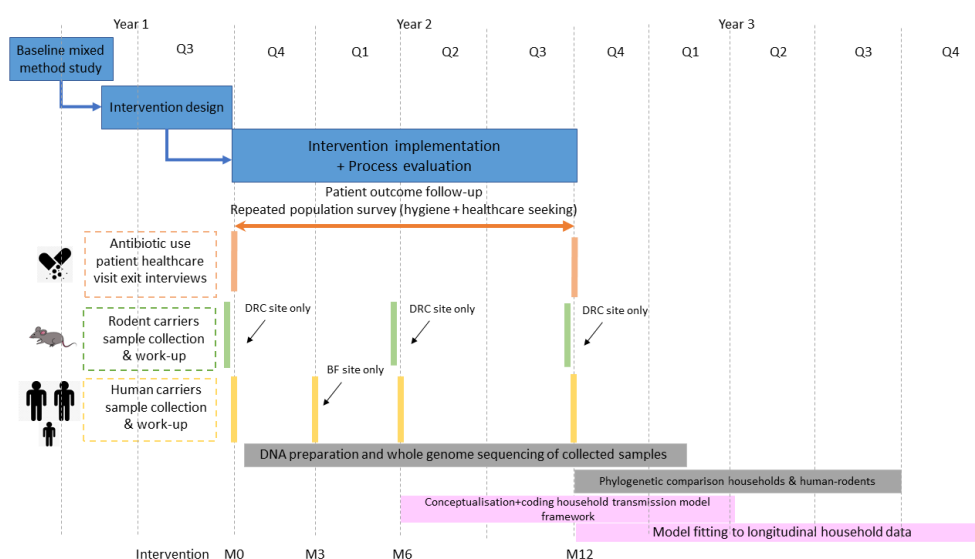 Year 1
Year 2
Year 3
Q3
Q4
Q1
Q2
Q3
Q4
Q1
Q2
Q3
Q4
Baseline mixed
method study
Intervention design
Intervention implementation
+ Process evaluation
Patient outcome follow-up
Repeated population survey (hygiene + healthcare seeking)
Antibiotic use
patient healthcare
visit exit interviews
Rodent carriers
sample collection
& work-up
DRC site only
DRC site only
DRC site only
BF site only
Human carriers
sample collection
& work-up
DNA preparation and whole genome sequencing of collected samples
Phylogenetic comparison households & human-rodents
Conceptualisation+coding household transmission model
framework
Model fitting to longitudinal household data
Intervention
M0
M3
M6
M12